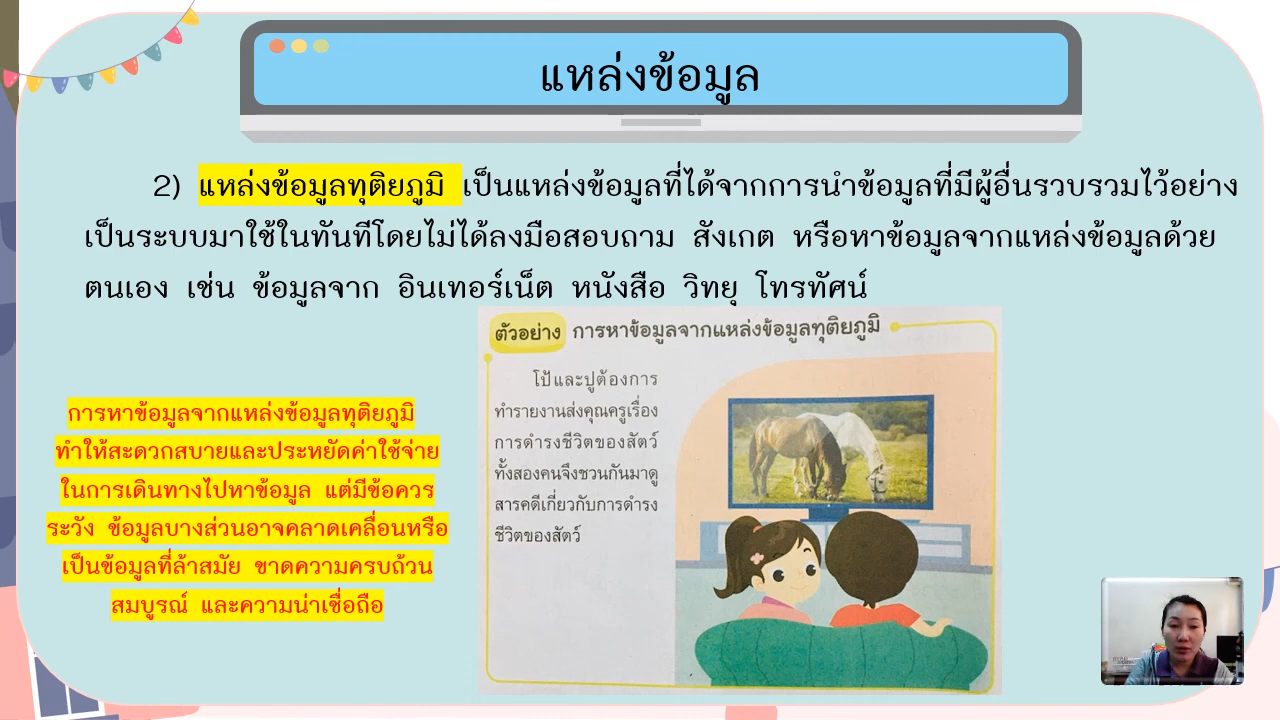 แหล่งข้อมูล
2) แหล่งข้อมูลทุติยภูมิ เป็นแหล่งข้อมูลที่ได้จากการนำข้อมูลที่มีผู้อื่นรวบรวมไว้อย่าง
เป็นระบบมาใช้ในทันทีโดยไม่ได้ลงมือสอบถาม สังเกต หรือหาข้อมูลจากแหล่งข้อมูลด้วย
ตนเอง เช่น ข้อมูลจาก อินเทอร์เน็ต หนังสือ วิทยุ โทรทัศน์
ตัวอย่าง การหาข้อมูลจากแหล่งข้อมูลทุติยภูมิ
โป้และปูต้องการ
ทำรายงานส่งคุณครูเรื่อง
การดำรงชีวิตของสัตว์
ทั้งสองคนจึงชวนกันมาดู
สารคดีเกี่ยวกับการดำรง
ชีวิตของสัตว์
การหาข้อมูลจากแหล่งข้อมูลทุติยภูมิ
ทำให้สะดวกสบายและประหยัดค่าใช้จ่าย
ในการเดินทางไปหาข้อมูล แต่มีข้อควร
ระวัง ข้อมูลบางส่วนอาจคลาดเคลื่อนหรือ
เป็นข้อมูลที่ล้าสมัย ขาดความครบถ้วน
สมบูรณ์ และความน่าเชื่อถือ